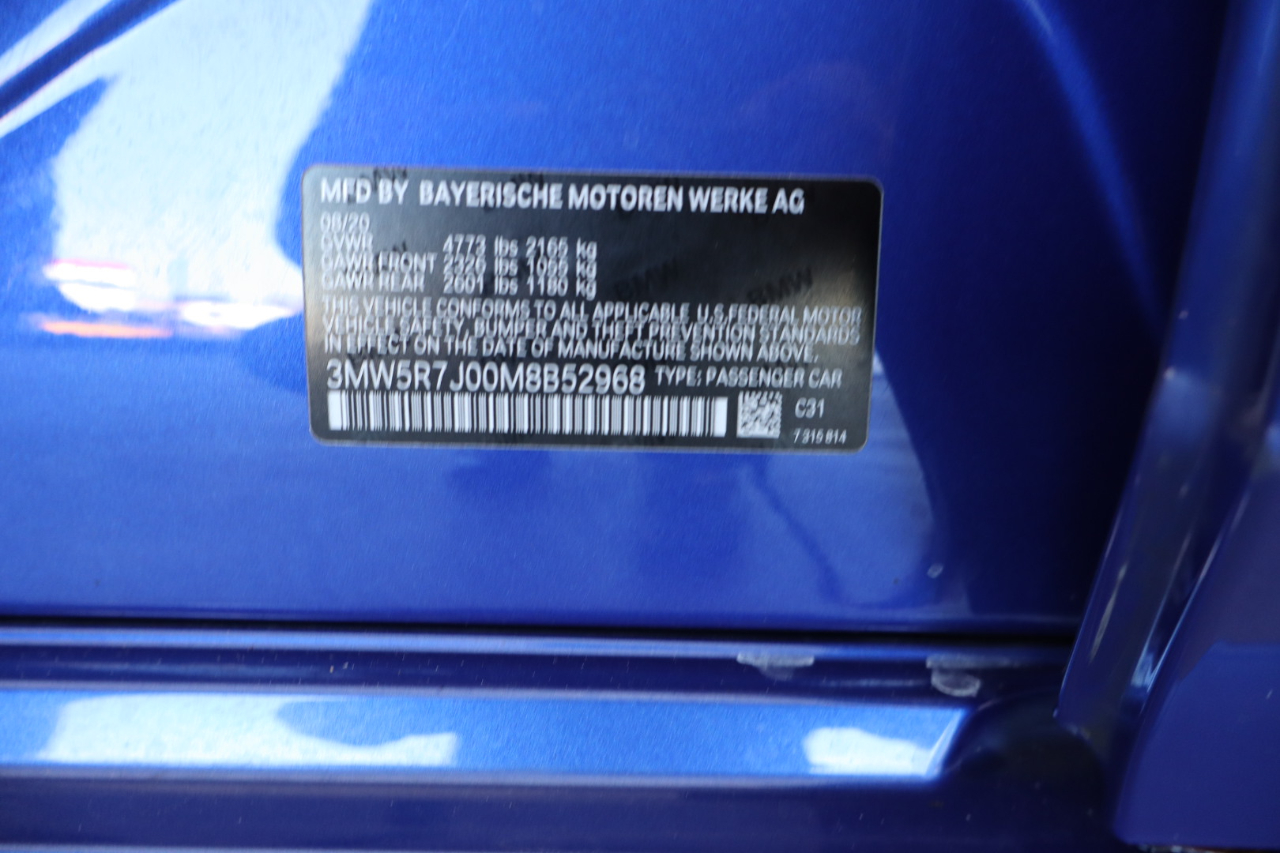 MFD BY BAYERISCHE MOTOREN WERKE AG
08/20
GVWR 4773 lbs 2165 kg
GAWR FRONT 2320 lbs 1055 kg
GAWR REAR 2601 lbs 1180 kg
THIS VEHICLE CONFORMS TO ALL APPLICABLE U.S.FEDERAL MOTOR
VEHICLE SAFETY, BUMPER AND THEFT PREVENTION STANDARDS
IN EFFECT ON THE DATE OF MANUFACTURE SHOWN ABOVE.
3MW5R7J00M8B52968 TYPE: PASSENGER CAR
C31
7 315 814